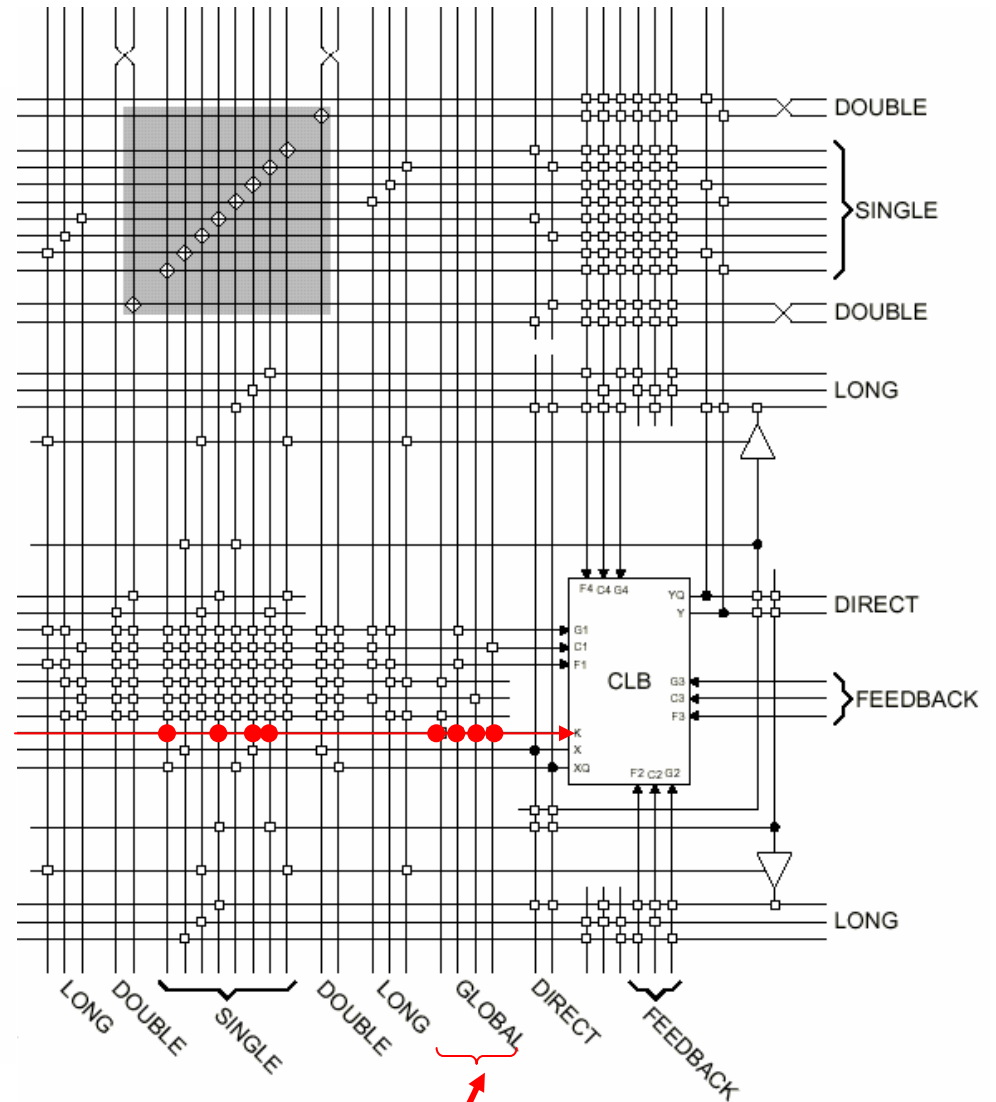 DOUBLE
SINGLE
DOUBLE
LONG
F4 C4 G4
YQ
DIRECT
Y
G1
C1
F1
CLB
G3
C3
FEEDBACK
F3
K
X
XQ
F2 C2 G2
LONG
LONG
DOUBLE
SINGLE
DOUBLE
LONG
GLOBAL
DIRECT
FEEDBACK